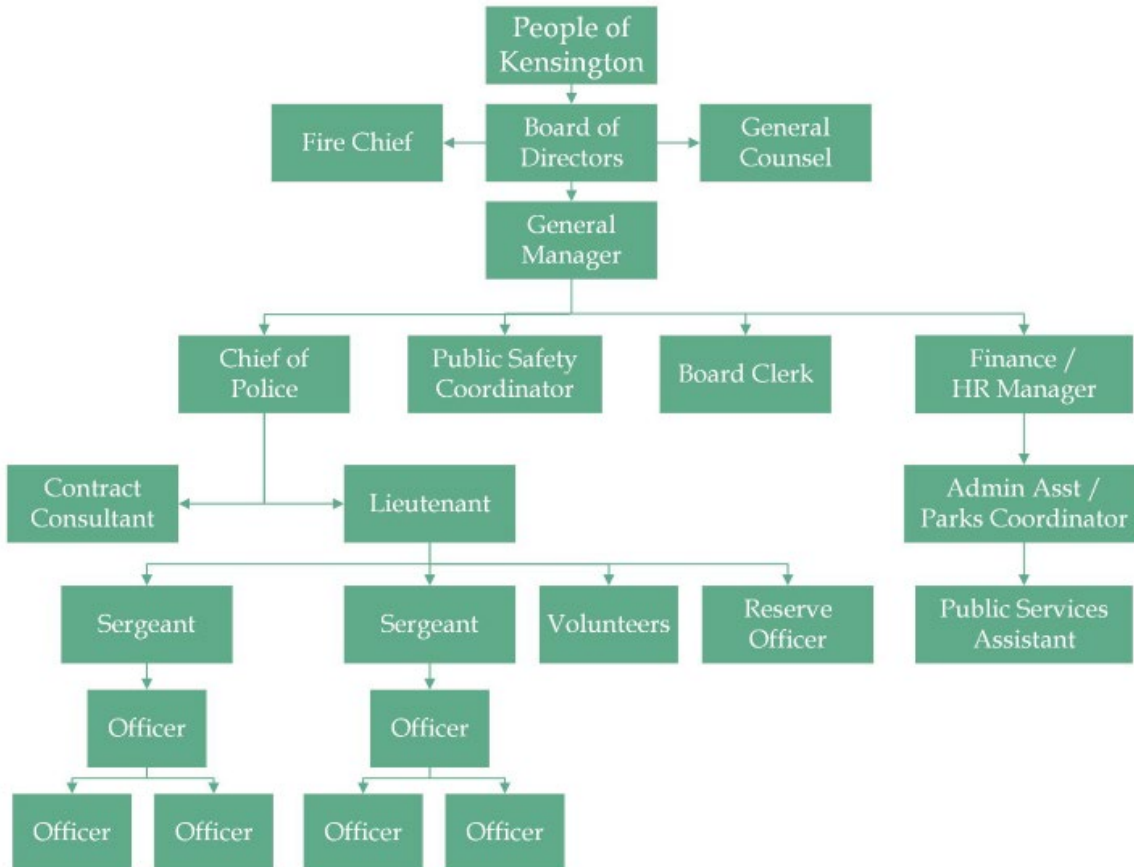 People of
Kensington
Fire Chief
Board of
Directors
General
Counsel
General
Manager
Chief of
Police
Public Safety
Coordinator
Board Clerk
Finance /
HR Manager
Contract
Consultant
Lieutenant
Admin Asst /
Parks Coordinator
Sergeant
Sergeant
Volunteers
Reserve
Officer
Public Services
Assistant
Officer
Officer
Officer
Officer
Officer
Officer